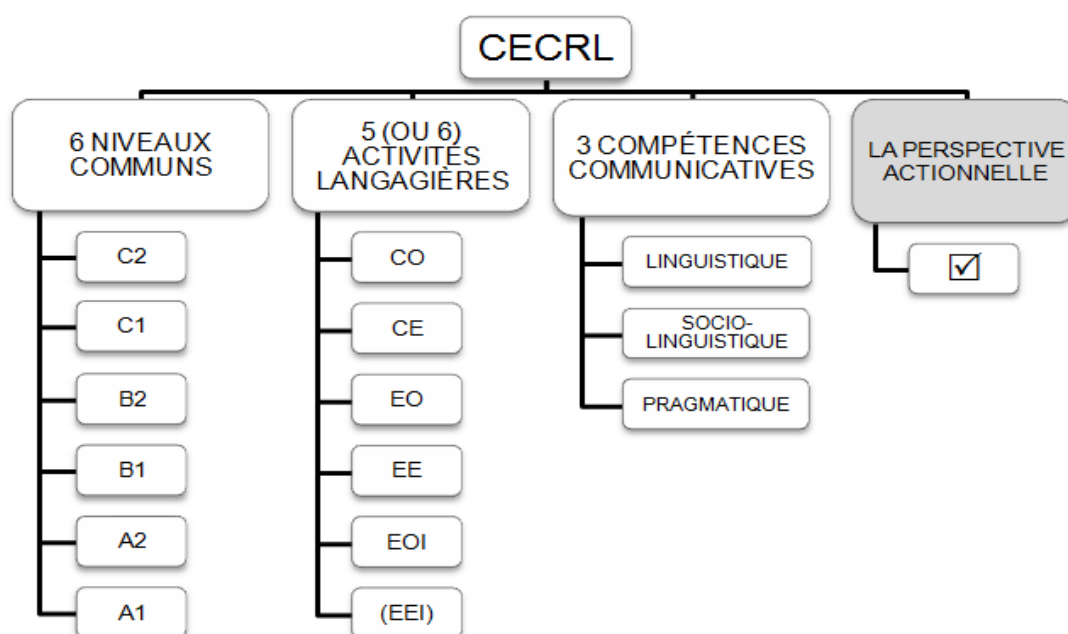 CECRL
6 NIVEAUX
COMMUNS
C2
C1
B2
B1
A2
A1
5 (OU 6)
ACTIVITÉS
LANGAGIÈRES
CO
CE
EO
EE
EOI
(EEI)
3 COMPÉTENCES
COMMUNICATIVES
LINGUISTIQUE
SOCIO-
LINGUISTIQUE
PRAGMATIQUE
LA PERSPECTIVE
ACTIONNELLE
☑